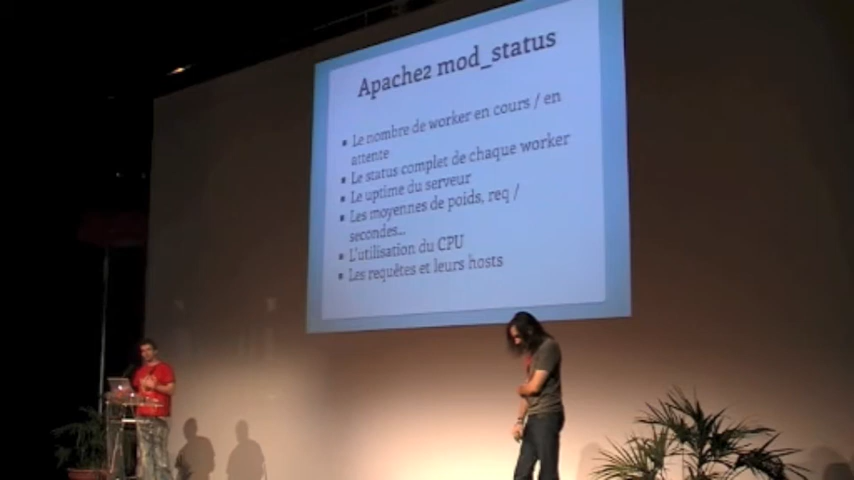 Apache2 mod_status
▪ Le nombre de worker en cours / en
attente
▪ Le status complet de chaque worker
▪ Le uptime du serveur
▪ Les moyennes de poids, req /
secondes...
▪ L'utilisation du CPU
▪ Les requêtes et leurs hosts